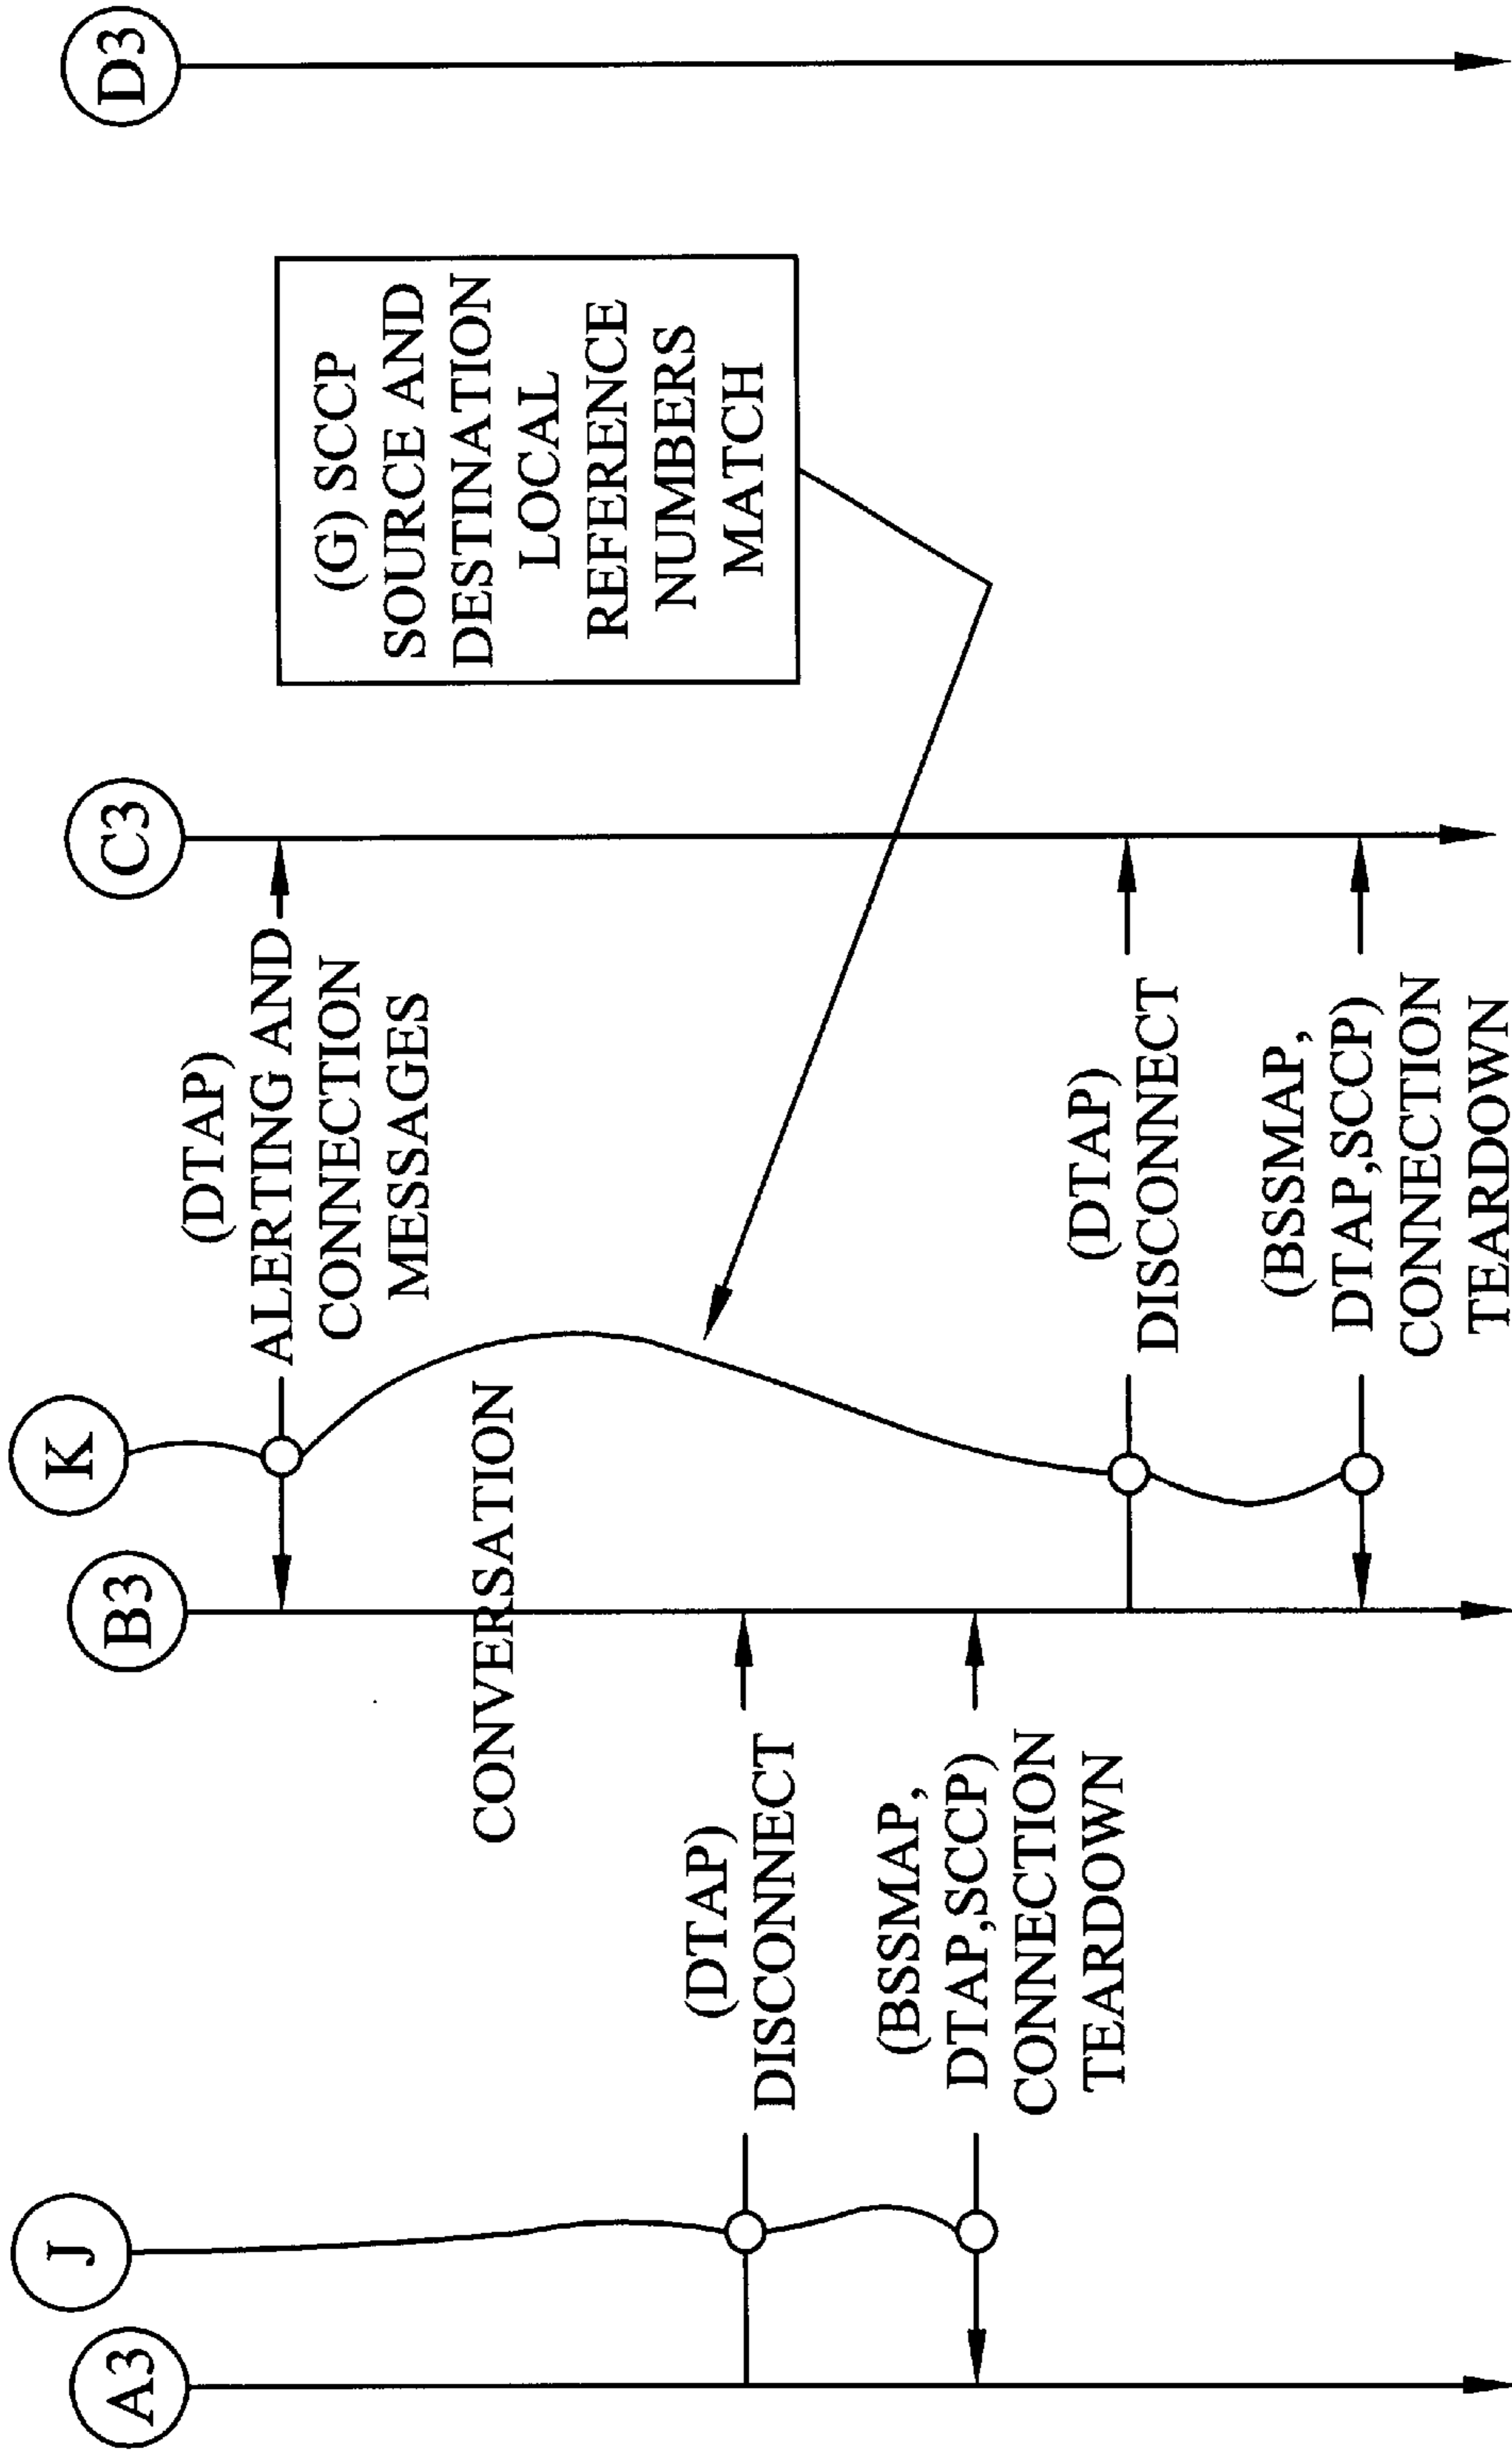 A3
J
B3
K
C3
D3
(DTAP)
ALERTING AND
CONNECTION
MESSAGES
(G) SCCP
SOURCE AND
DESTINATION
LOCAL
REFERENCE
NUMBERS
MATCH
CONVERSATION
(DTAP)
DISCONNECT
(BSSMAP,
DTAP,SCCP)
CONNECTION
TEARDOWN
(DTAP)
DISCONNECT
(BSSMAP,
DTAP,SCCP)
CONNECTION
TEARDOWN